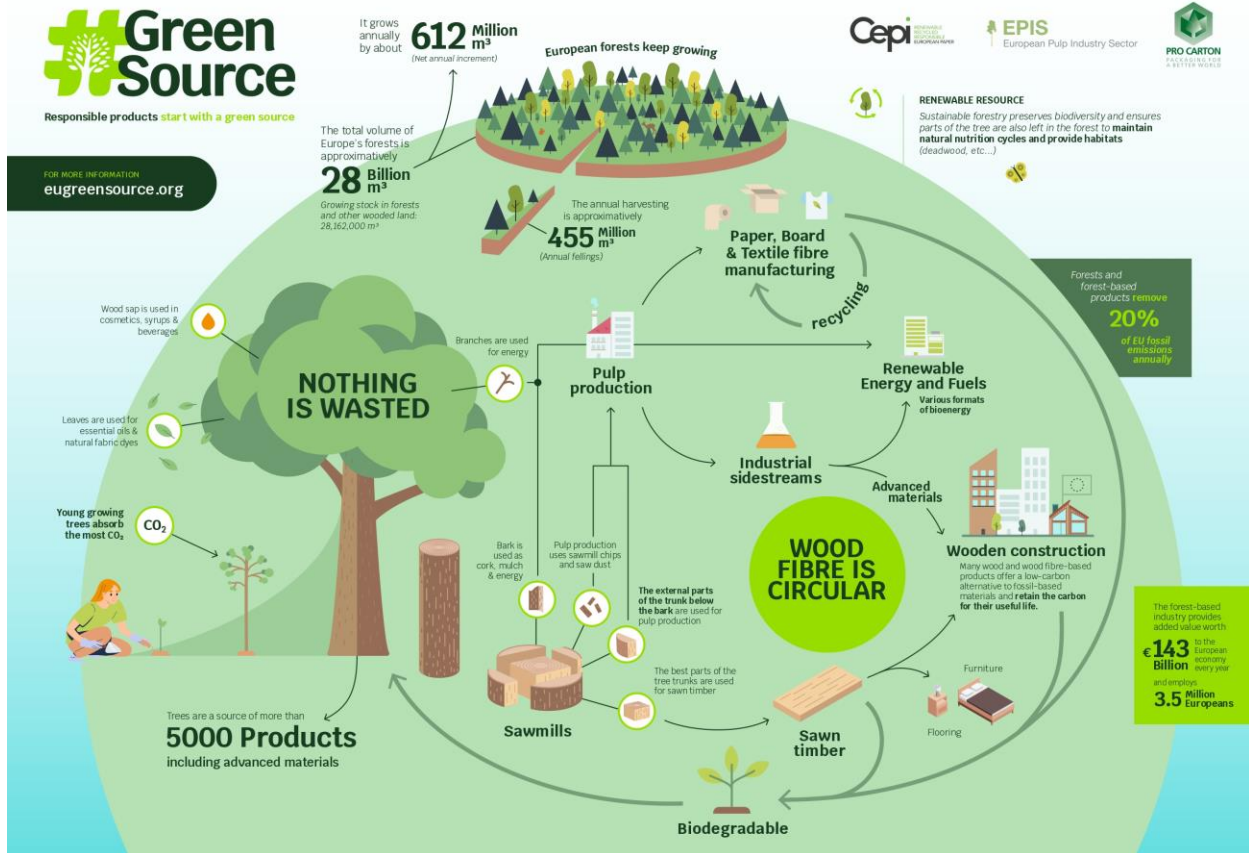 #Green
Source
Responsible products start with a green source
FOR MORE INFORMATION
eugreensource.org
It grows
annually
by about
612 Million
m³
(Net annual increment)
European forests keep growing
The total volume of
Europe's forests is
approximately
28 Billion
m³
Growing stock in forests
and other wooded land:
28,162,000 m³
The annual harvesting
is approximately
455 Million
m³
(Annual fellings)
Cepi
RENEWABLE
RECYCLED
RESPONSIBLE
EUROPEAN PAPER
EPIS
European Pulp Industry Sector
PRO CARTON
PACKAGING FOR
A BETTER WORLD
RENEWABLE RESOURCE
Sustainable forestry preserves biodiversity and ensures
parts of the tree are also left in the forest to maintain
natural nutrition cycles and provide habitats
(deadwood, etc...)
Paper, Board
& Textile fibre
manufacturing
recycling
Forests and
forest-based
products remove
20%
of EU fossil
emissions
annually
Wood sap is used in
cosmetics, syrups &
beverages
Branches are used
for energy
NOTHING
IS WASTED
Pulp
production
Renewable
Energy and Fuels
Various formats
of bioenergy
Leaves are used for
essential oils &
natural fabric dyes
Industrial
sidestreams
Advanced
materials
Young growing
trees absorb
the most CO₂
CO₂
Bark is
used as
cork, mulch
& energy
Pulp production
uses sawmill chips
and saw dust
The external parts
of the trunk below
the bark are used for
pulp production
WOOD
FIBRE IS
CIRCULAR
Wooden construction
Many wood and wood fibre-based
products offer a low-carbon
alternative to fossil-based
materials and retain the carbon
for their useful life.
The forest-based
industry provides
added value worth
€143
Billion
to the
European
economy
every year
and employs
3.5 Million
Europeans
The best parts of the
tree trunks are used
for sawn timber
Sawmills
Sawn
timber
Furniture
Flooring
Trees are a source of more than
5000 Products
including advanced materials
Biodegradable